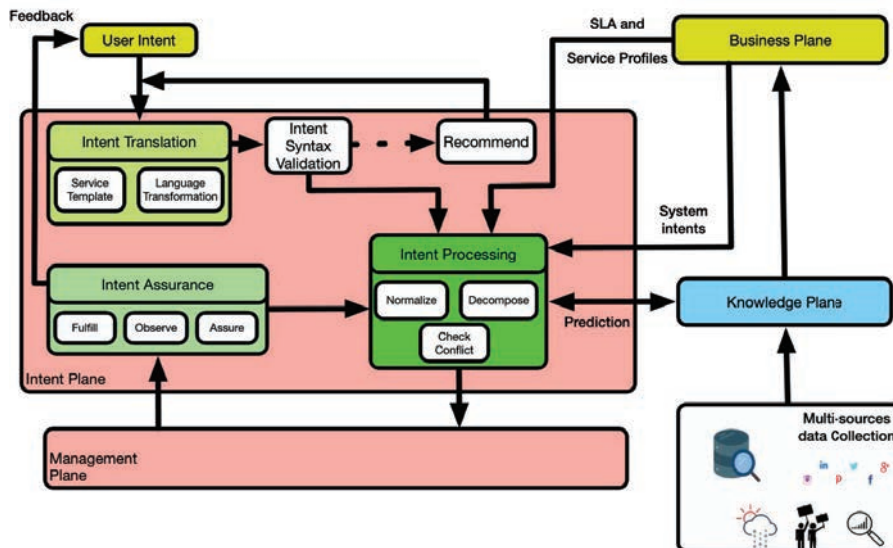 Feedback
User Intent
SLA and
Service Profiles
Business Plane
Intent Translation
Service
Template
Language
Transformation
Intent
Syntax
Validation
Recommend
System
intents
Intent Assurance
Fulfill
Observe
Assure
Intent Processing
Normalize
Decompose
Check
Conflict
Prediction
Knowledge Plane
Intent Plane
Management
Plane
Multi-sources
data Collection